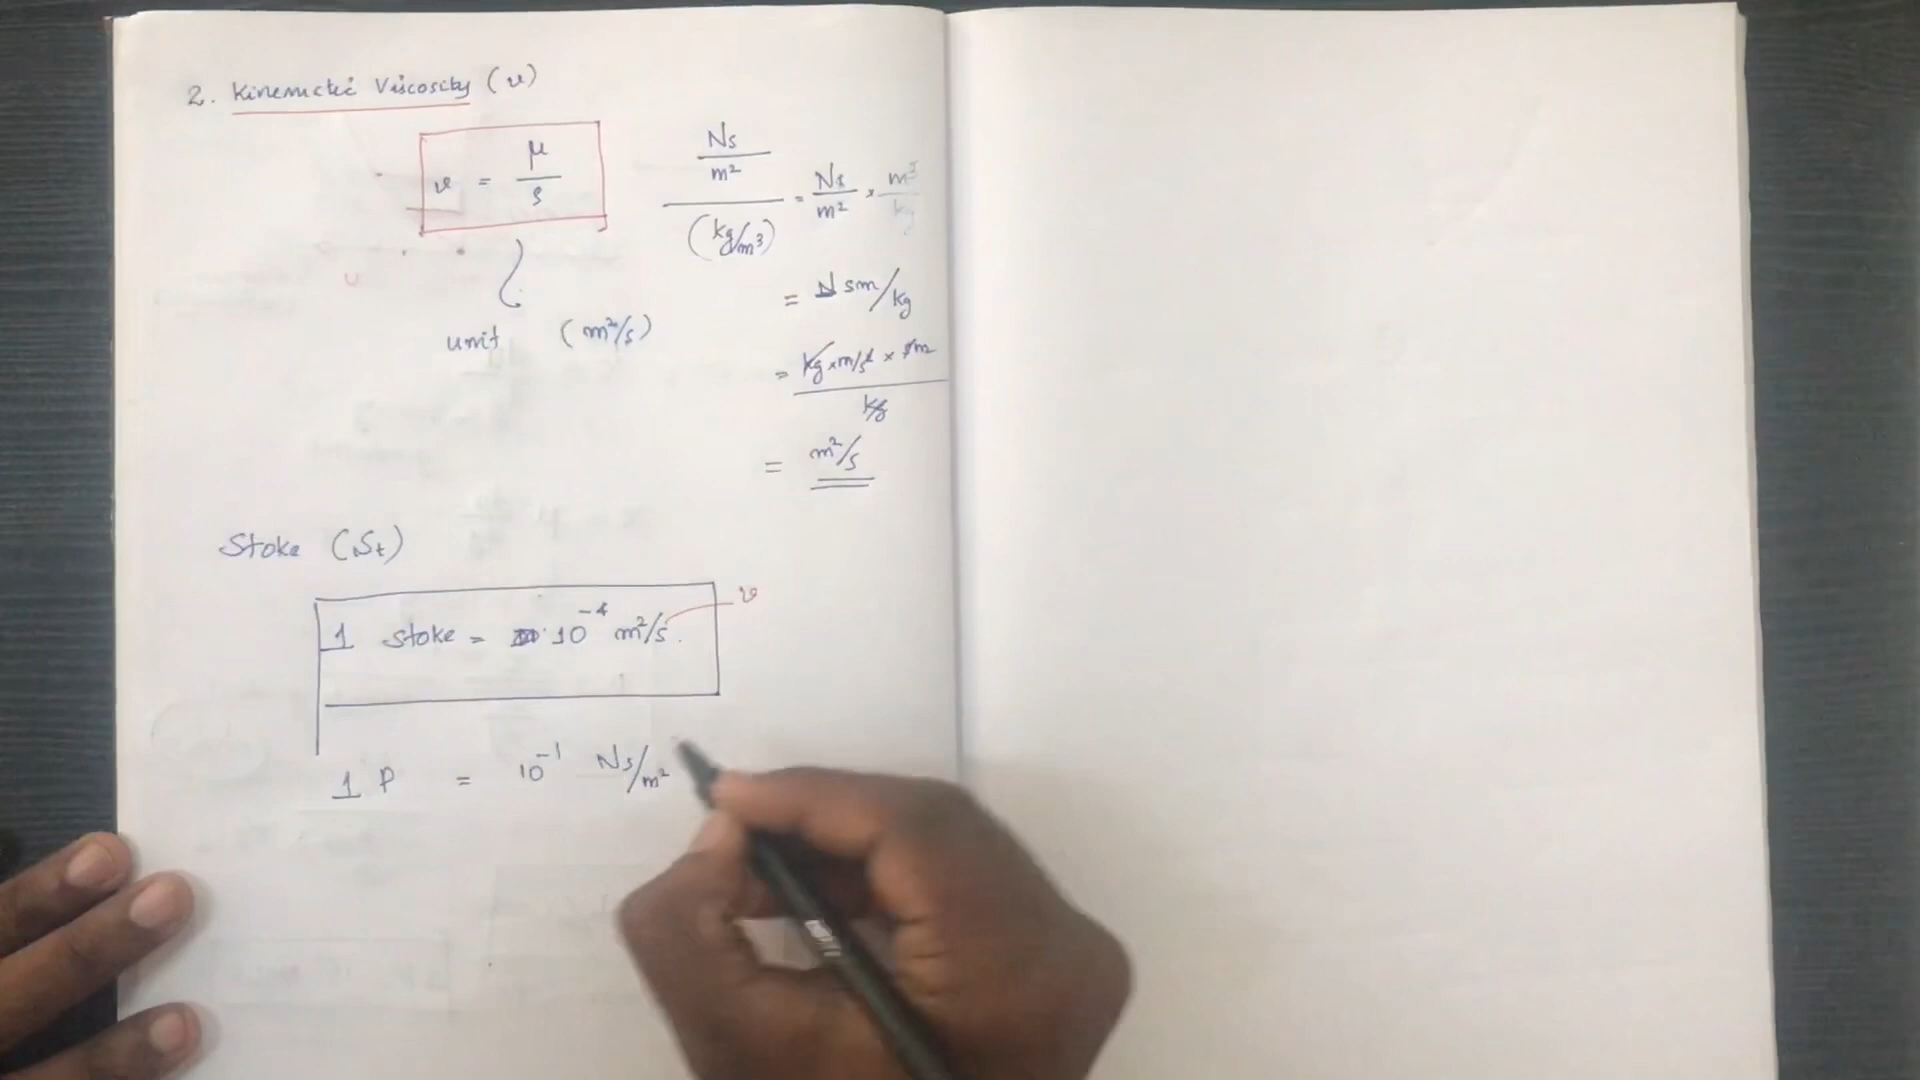 2. Kinematic Viscosity (ν)
ν = μ/ρ
Ns/m² / (kg/m³) = Ns/m² × m³/kg
= N sm/kg
= kg×m/s² × sm / kg
= m²/s
unit (m²/s)
Stoke (St)
1 stoke = 10⁻⁴ m²/s. ν
1 P = 10⁻¹ Ns/m²